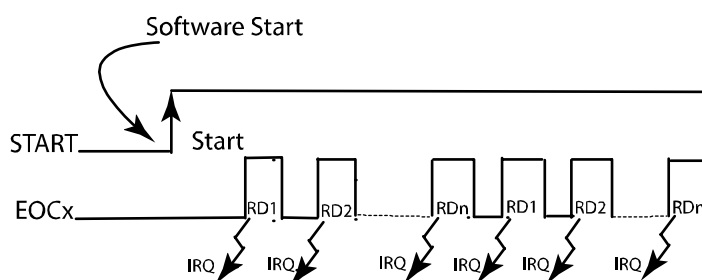 Software Start
START
Start
EOCx
RD1
RD2
RDn
RD1
RD2
RDn
IRQ
IRQ
IRQ
IRQ
IRQ
IRQ